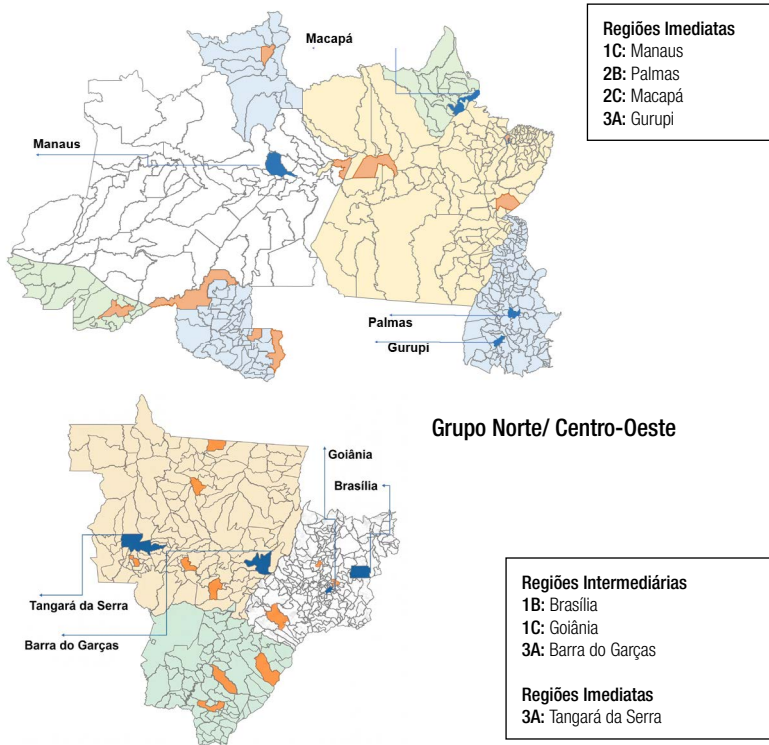 Macapá
Regiões Imediatas
1C: Manaus
2B: Palmas
2C: Macapá
3A: Gurupi
Manaus
Palmas
Gurupi
Grupo Norte/ Centro-Oeste
Goiânia
Brasília
Tangará da Serra
Barra do Garças
Regiões Intermediárias
1B: Brasília
1C: Goiânia
3A: Barra do Garças
Regiões Imediatas
3A: Tangará da Serra